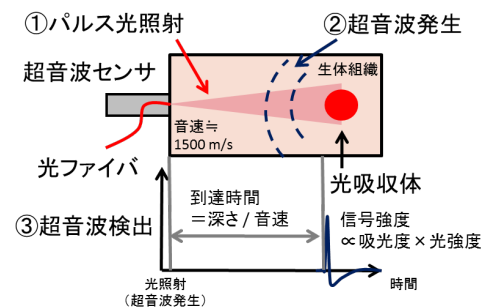 ①パルス光照射
②超音波発生
超音波センサ
生体組織
音速≒
1500 m/s
光ファイバ
光吸収体
③超音波検出
到達時間
=深さ / 音速
信号強度
∝吸光度×光強度
光照射
(超音波発生)
時間